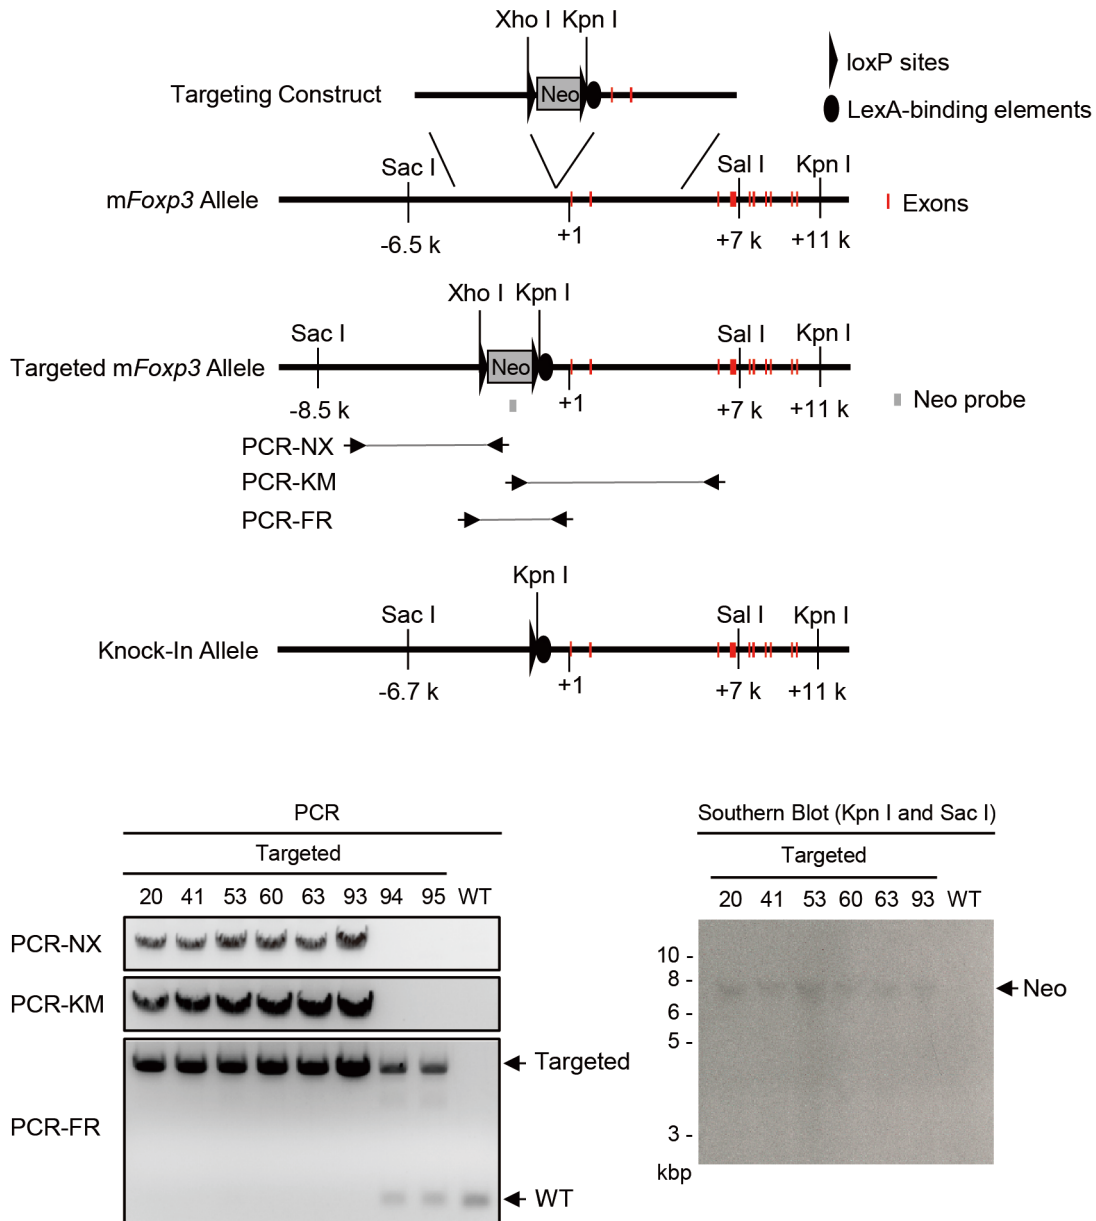 Xho I Kpn I
loxP sites
Targeting Construct
Neo
LexA-binding elements
Sac I
Sal I
Kpn I
mFoxp3 Allele
Exons
-6.5 k
+1
+7 k
+11 k
Xho I Kpn I
Sac I
Sal I
Kpn I
Targeted mFoxp3 Allele
Neo
-8.5 k
+1
+7 k
+11 k
Neo probe
PCR-NX
PCR-KM
PCR-FR
Kpn I
Sac I
Sal I
Kpn I
Knock-In Allele
-6.7 k
+1
+7 k
+11 k
PCR
Targeted
20 41 53 60 63 93 94 95 WT
PCR-NX
PCR-KM
Targeted
PCR-FR
WT
Southern Blot (Kpn I and Sac I)
Targeted
20 41 53 60 63 93 WT
10 -
8 -
Neo
6 -
5 -
3 -
kbp